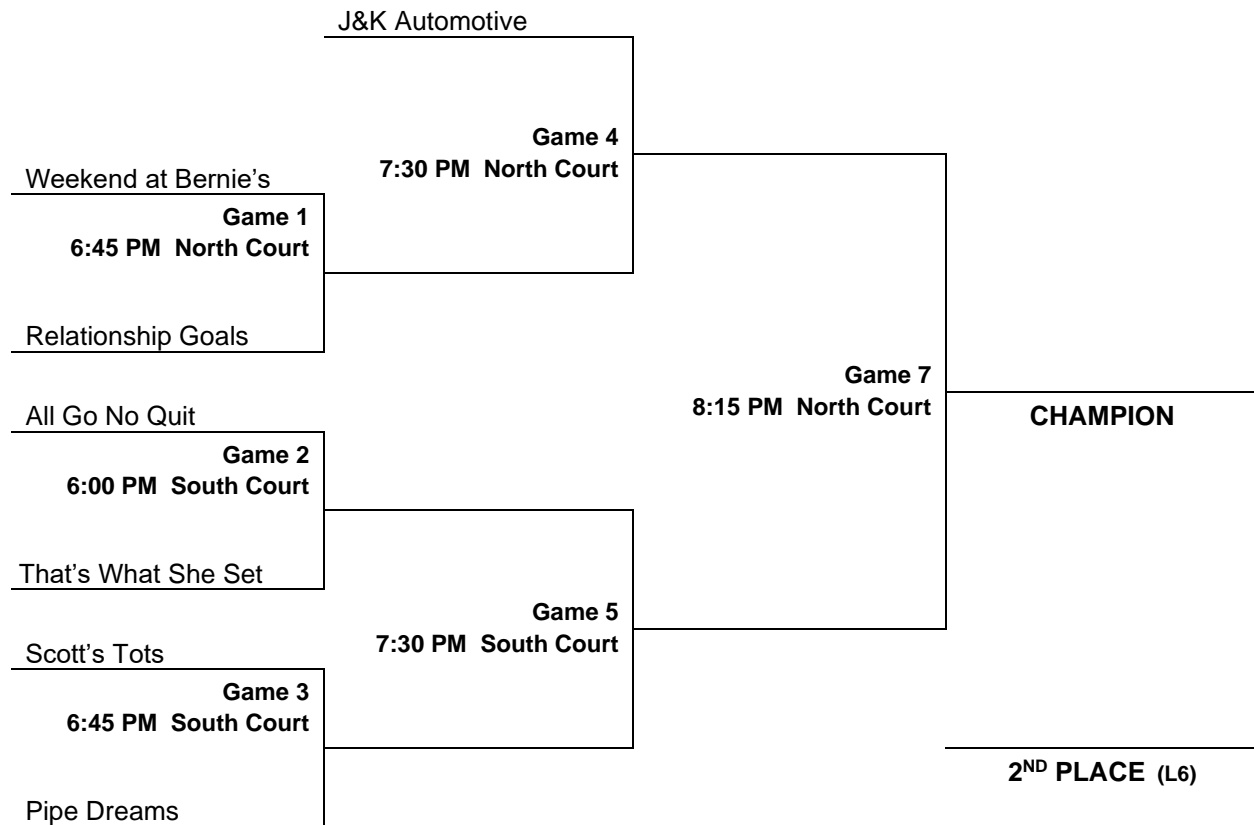 J&K Automotive
Game 4
7:30 PM North Court
Weekend at Bernie’s
Game 1
6:45 PM North Court
Relationship Goals
Game 7
8:15 PM North Court
CHAMPION
All Go No Quit
Game 2
6:00 PM South Court
That’s What She Set
Game 5
7:30 PM South Court
Scott’s Tots
Game 3
6:45 PM South Court
2ND PLACE (L6)
Pipe Dreams